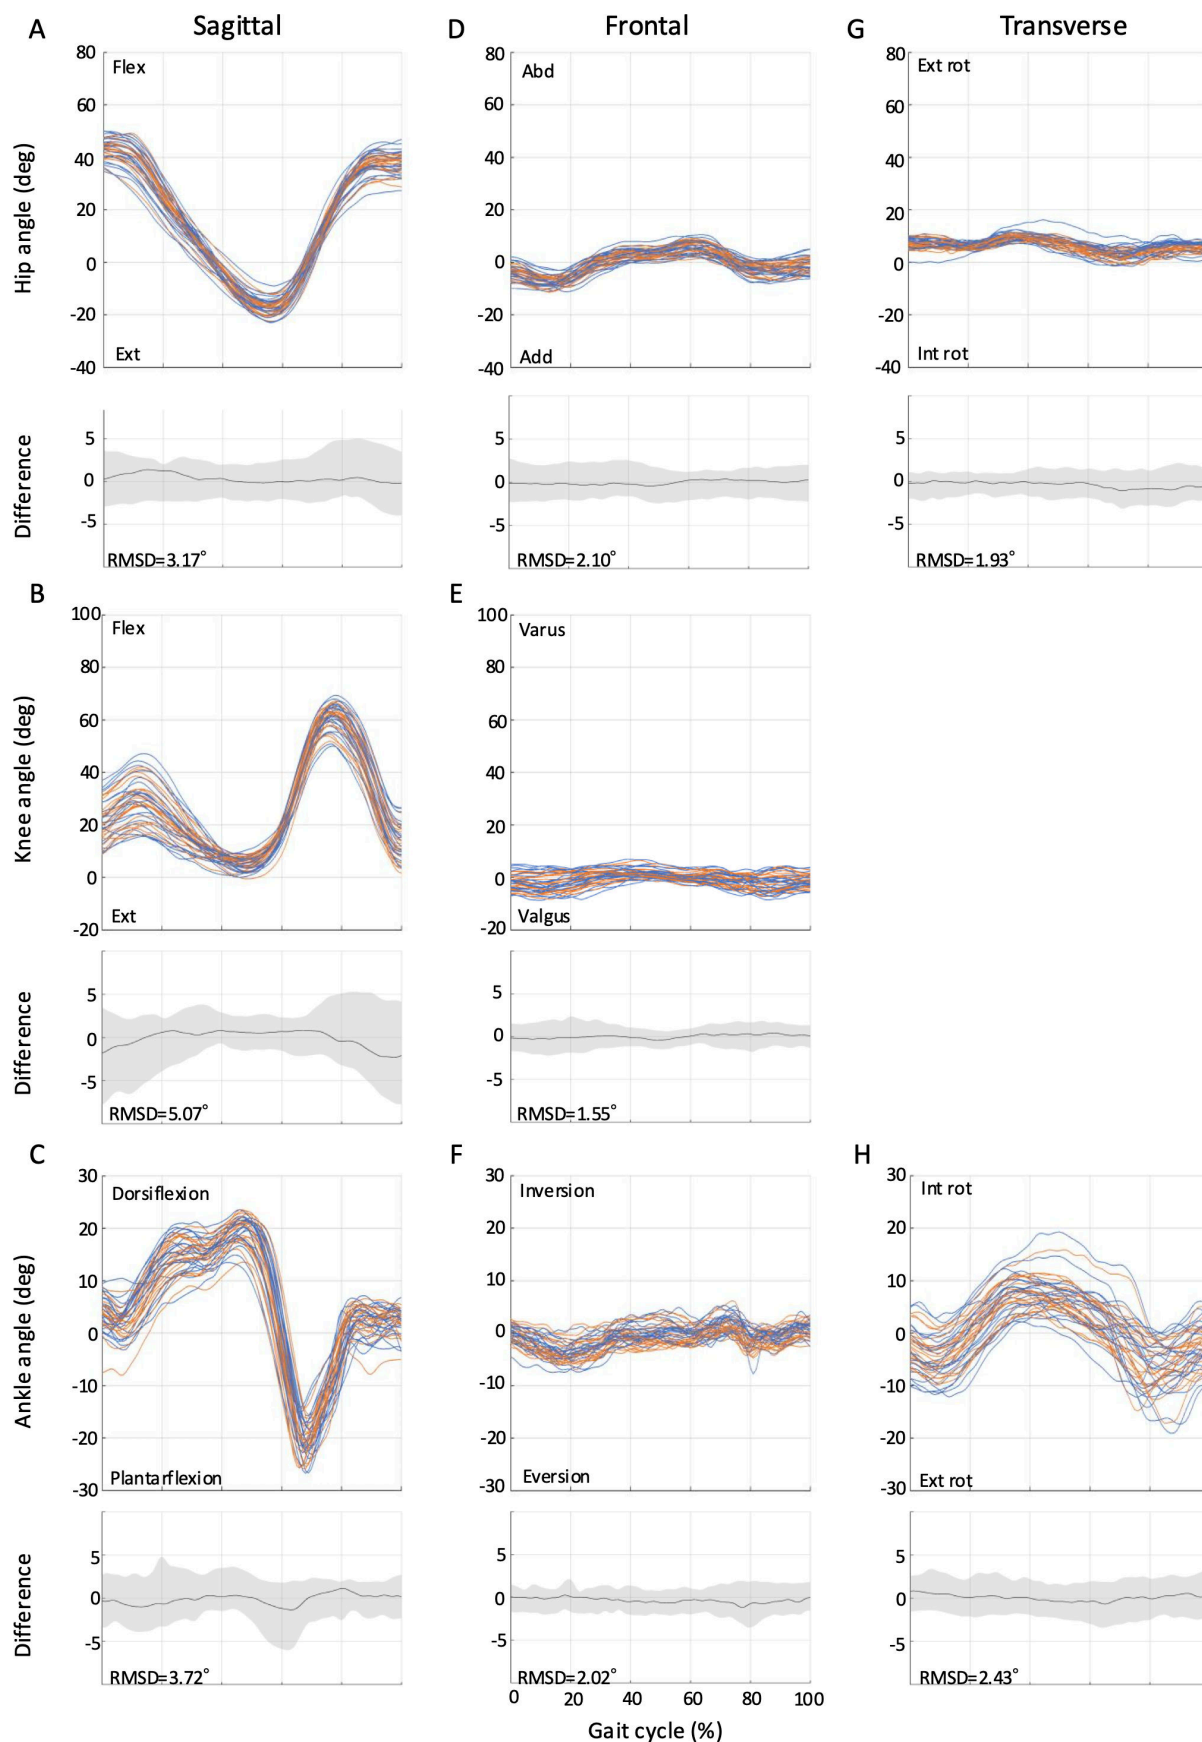 A Sagittal D Frontal G Transverse
Hip angle (deg)
80
60
40
20
0
-20
-40
Flex
Ext
80
60
40
20
0
-20
-40
Abd
Add
80
60
40
20
0
-20
-40
Ext rot
Int rot
Difference
5
0
-5
RMSD=3.17°
5
0
-5
RMSD=2.10°
5
0
-5
RMSD=1.93°
B E
Knee angle (deg)
100
80
60
40
20
0
-20
Flex
Ext
100
80
60
40
20
0
-20
Varus
Valgus
Difference
5
0
-5
RMSD=5.07°
5
0
-5
RMSD=1.55°
C F H
Ankle angle (deg)
30
20
10
0
-10
-20
-30
Dorsiflexion
Plantarflexion
30
20
10
0
-10
-20
-30
Inversion
Eversion
30
20
10
0
-10
-20
-30
Int rot
Ext rot
Difference
5
0
-5
RMSD=3.72°
5
0
-5
RMSD=2.02°
5
0
-5
RMSD=2.43°
0 20 40 60 80 100
Gait cycle (%)